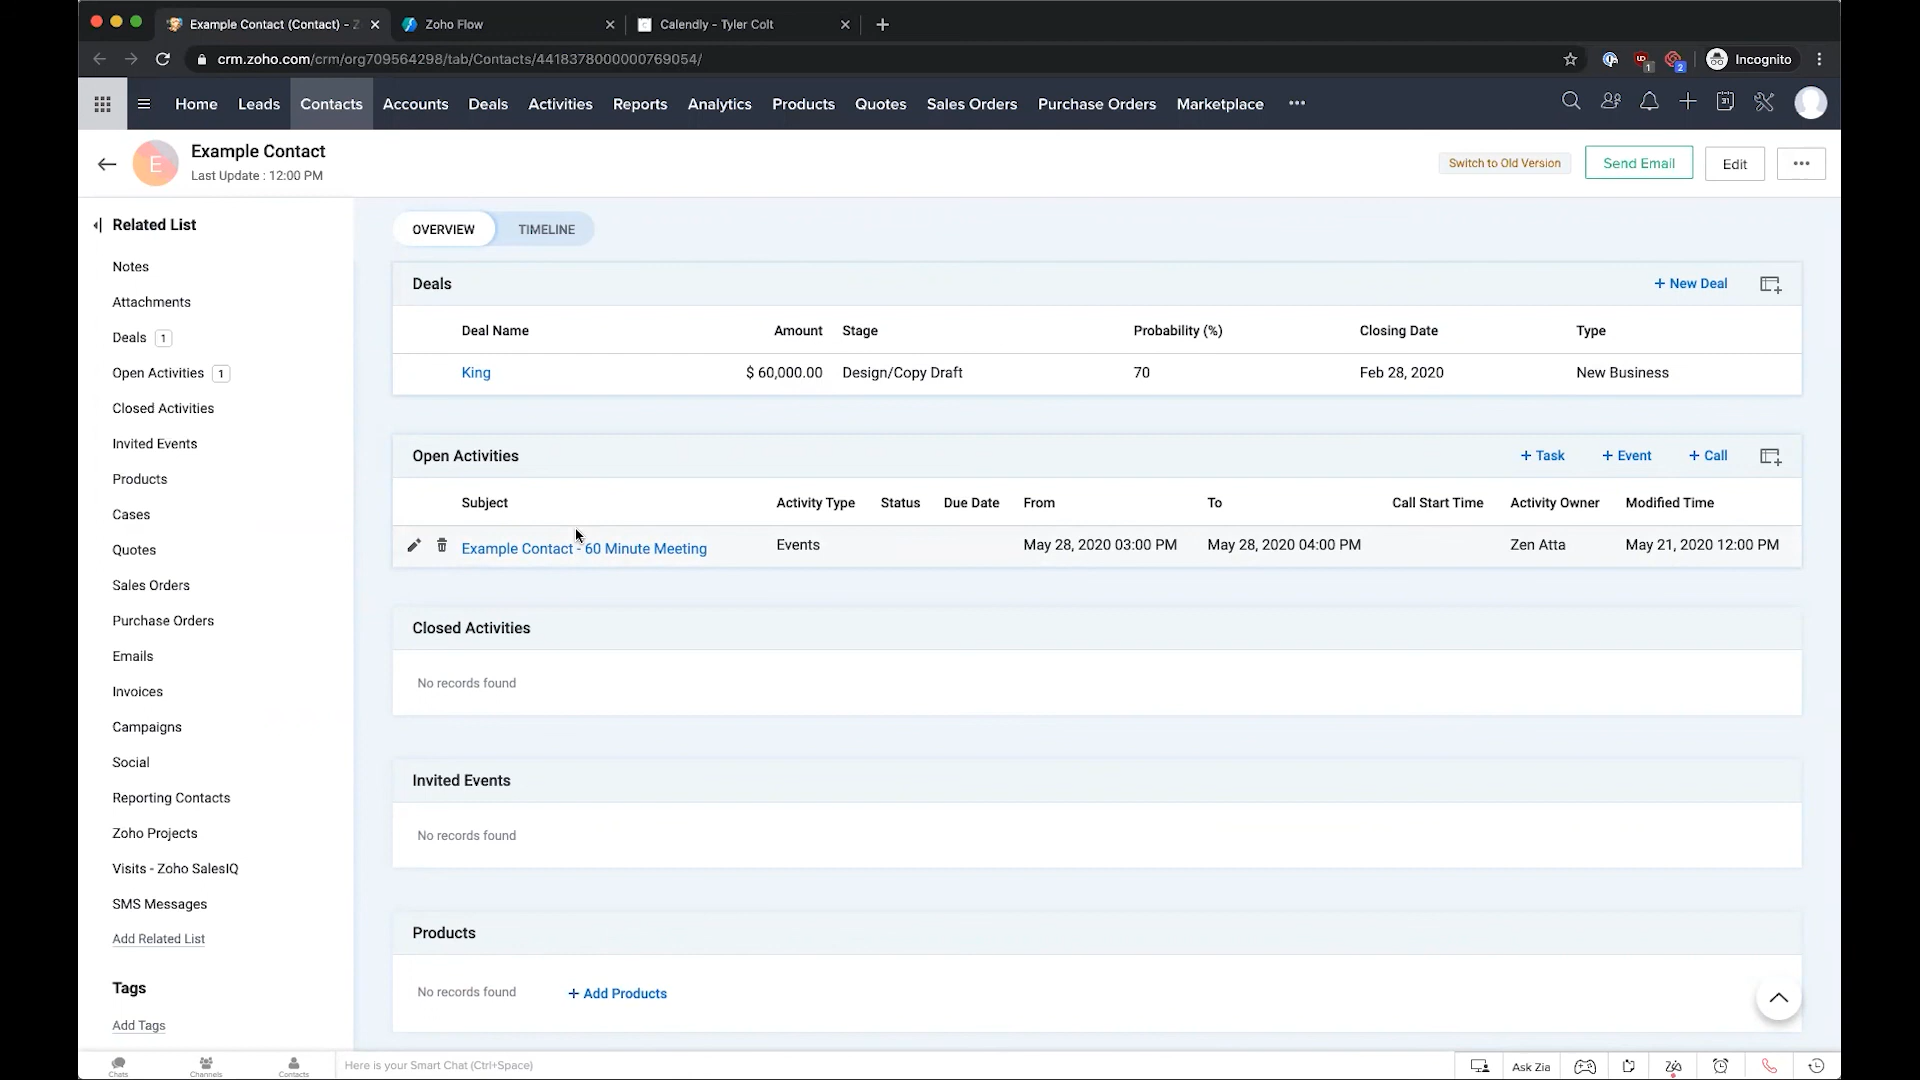 Example Contact (Contact) - Z
Zoho Flow
Calendly - Tyler Colt
crm.zoho.com/crm/org709564298/tab/Contacts/4418378000000769054/
1
2
Incognito
Home Leads Contacts Accounts Deals Activities Reports Analytics Products Quotes Sales Orders Purchase Orders Marketplace
31
E
Example Contact
Last Update : 12:00 PM
Switch to Old Version
Send Email
Edit
Related List
Notes
Attachments
Deals 1
Open Activities 1
Closed Activities
Invited Events
Products
Cases
Quotes
Sales Orders
Purchase Orders
Emails
Invoices
Campaigns
Social
Reporting Contacts
Zoho Projects
Visits - Zoho SalesIQ
SMS Messages
Add Related List
Tags
Add Tags
OVERVIEW TIMELINE
Deals + New Deal
Deal Name Amount Stage Probability (%) Closing Date Type
King $ 60,000.00 Design/Copy Draft 70 Feb 28, 2020 New Business
Open Activities + Task + Event + Call
Subject Activity Type Status Due Date From To Call Start Time Activity Owner Modified Time
Example Contact - 60 Minute Meeting Events May 28, 2020 03:00 PM May 28, 2020 04:00 PM Zen Atta May 21, 2020 12:00 PM
Closed Activities
No records found
Invited Events
No records found
Products
No records found + Add Products
Chats Channels Contacts
Here is your Smart Chat (Ctrl+Space)
Ask Zia